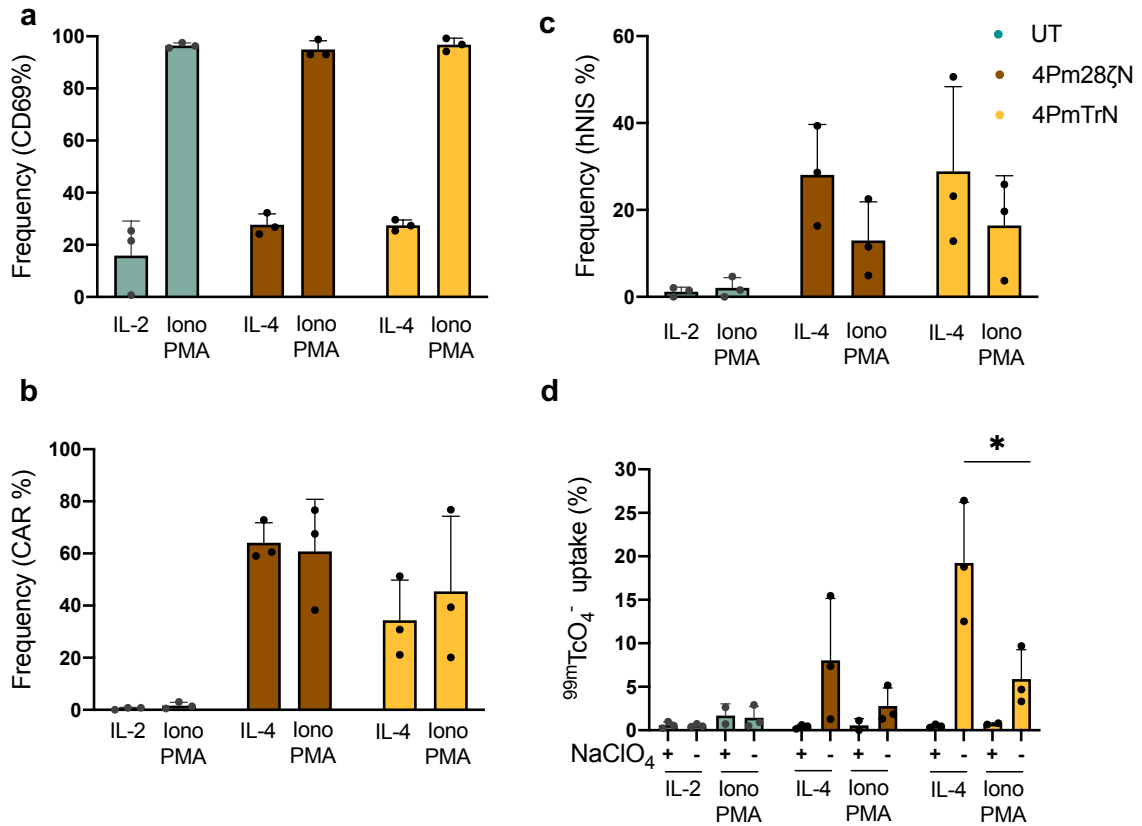 a
Frequency (CD69%)
100
80
60
40
20
0
IL-2 Iono PMA IL-4 Iono PMA IL-4 Iono PMA
b
Frequency (CAR %)
100
80
60
40
20
0
IL-2 Iono PMA IL-4 Iono PMA IL-4 Iono PMA
c
UT
4Pm28ζN
4PmTrN
Frequency (hNIS %)
60
40
20
0
IL-2 Iono PMA IL-4 Iono PMA IL-4 Iono PMA
d
*
⁹⁹ᵐTcO₄⁻ uptake (%)
30
25
20
15
10
5
0
NaClO₄ + - + - + - + - + - + -
IL-2 Iono PMA IL-4 Iono PMA IL-4 Iono PMA